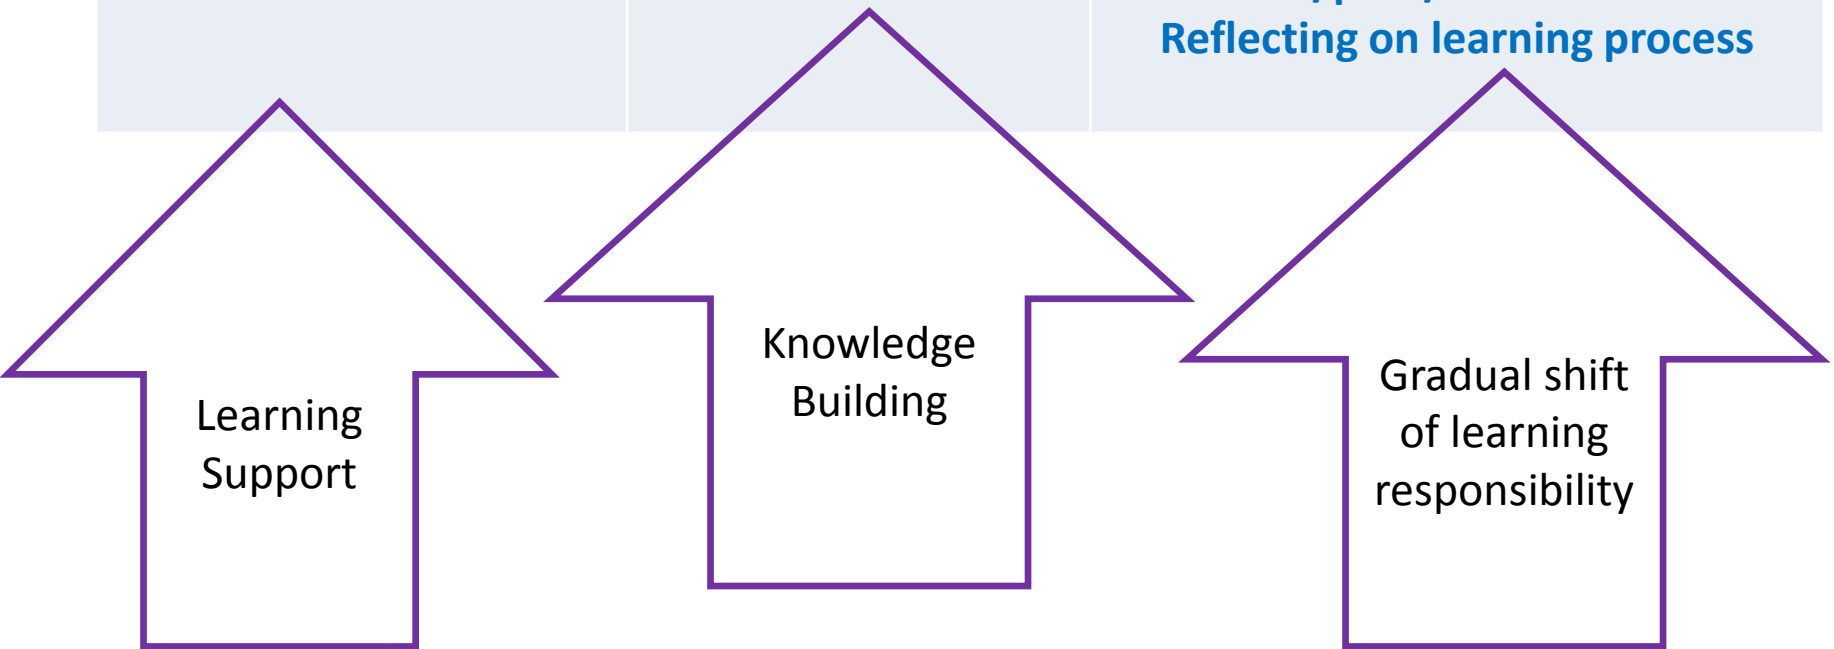 Reflecting on learning process
Knowledge
Building
Learning
Support
Gradual shift
of learning
responsibility